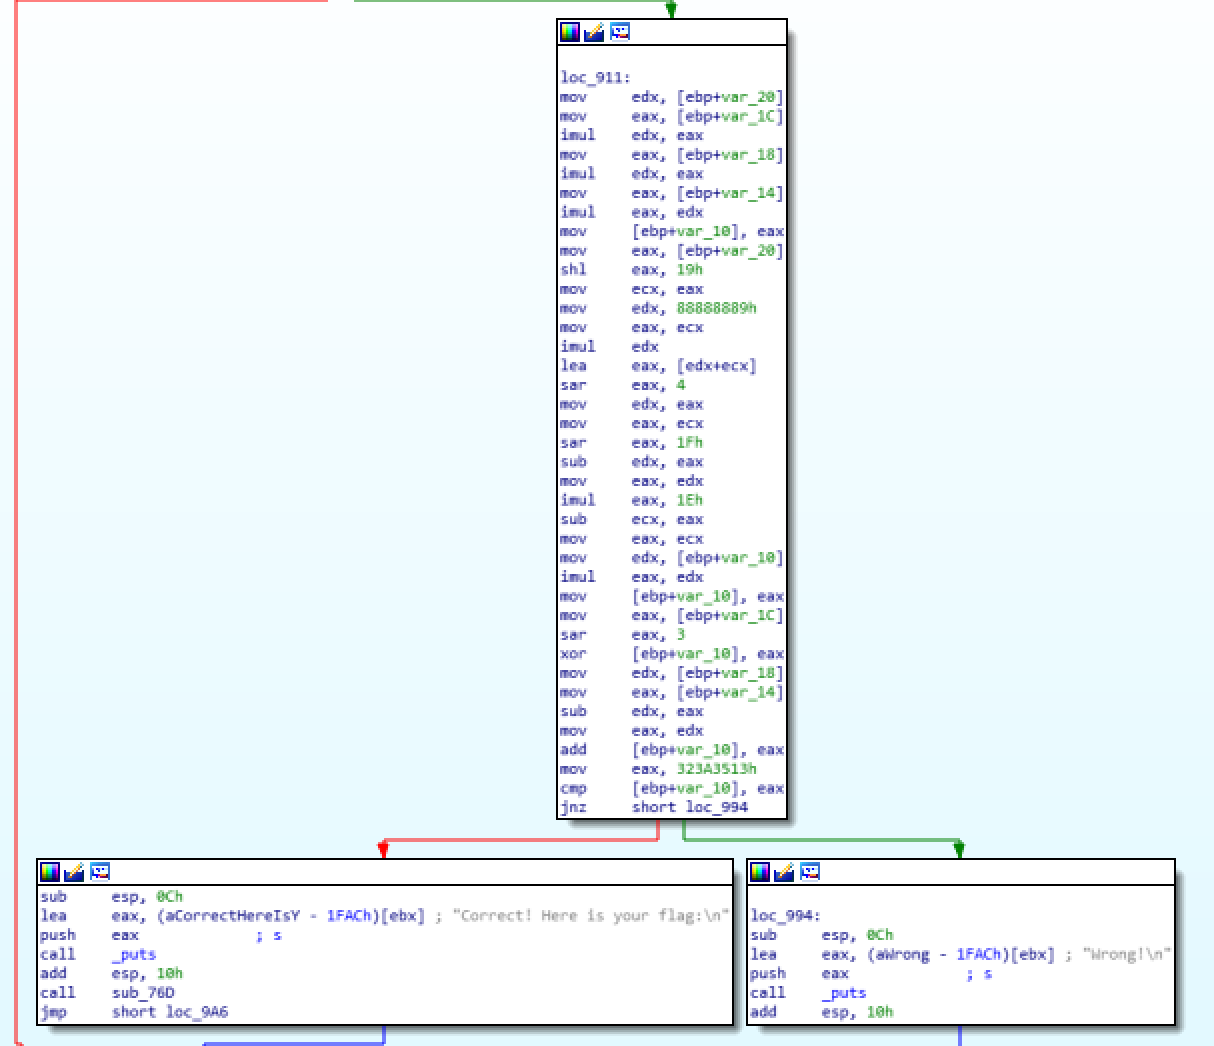 loc_911:
mov edx, [ebp+var_20]
mov eax, [ebp+var_1C]
imul edx, eax
mov eax, [ebp+var_18]
imul edx, eax
mov eax, [ebp+var_14]
imul eax, edx
mov [ebp+var_10], eax
mov eax, [ebp+var_20]
shl eax, 19h
mov ecx, eax
mov edx, 88888889h
mov eax, ecx
imul edx
lea eax, [edx+ecx]
sar eax, 4
mov edx, eax
mov eax, ecx
sar eax, 1Fh
sub edx, eax
mov eax, edx
imul eax, 1Eh
sub ecx, eax
mov eax, ecx
mov edx, [ebp+var_10]
imul eax, edx
mov [ebp+var_10], eax
mov eax, [ebp+var_1C]
sar eax, 3
xor [ebp+var_10], eax
mov edx, [ebp+var_18]
mov eax, [ebp+var_14]
sub edx, eax
mov eax, edx
add [ebp+var_10], eax
mov eax, 323A3513h
cmp [ebp+var_10], eax
jnz short loc_994
sub esp, 0Ch
lea eax, (aCorrectHereIsY - 1FACh)[ebx] ; "Correct! Here is your flag:\n"
push eax ; s
call _puts
add esp, 10h
call sub_76D
jmp short loc_9A6
loc_994:
sub esp, 0Ch
lea eax, (aWrong - 1FACh)[ebx] ; "Wrong!\n"
push eax ; s
call _puts
add esp, 10h